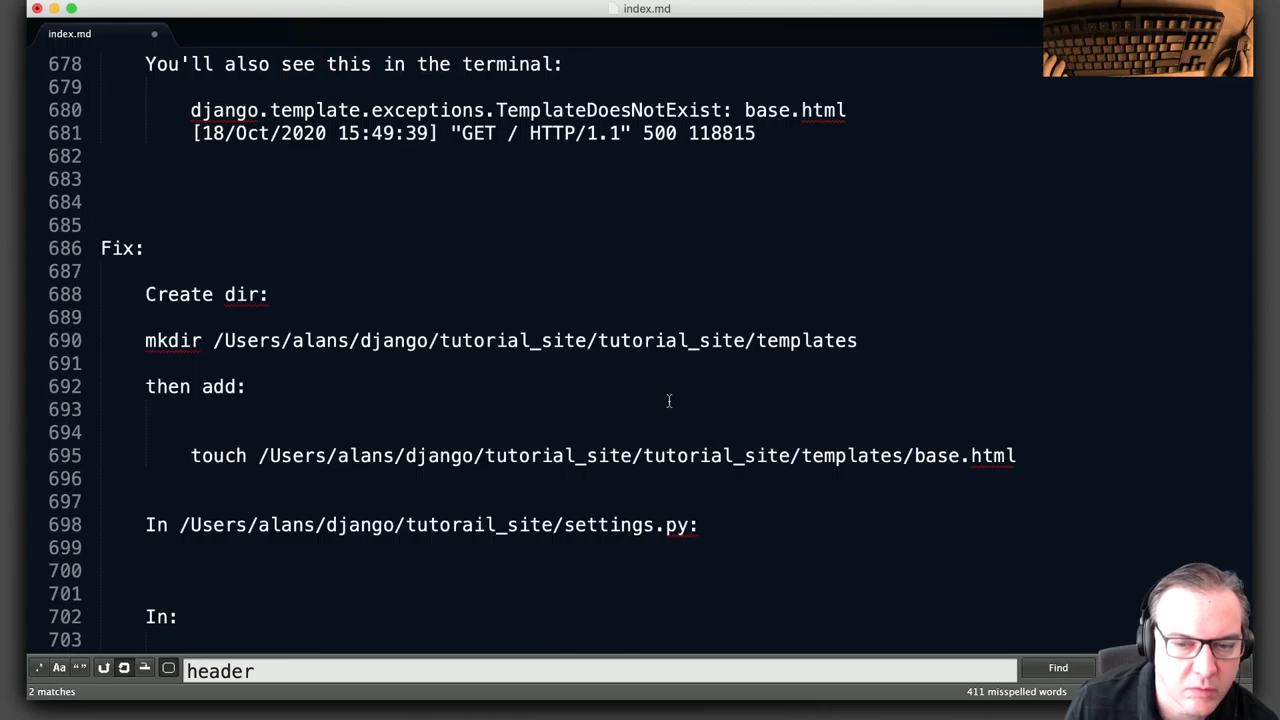 index.md
index.md
678 You'll also see this in the terminal:
679
680 django.template.exceptions.TemplateDoesNotExist: base.html
681 [18/Oct/2020 15:49:39] "GET / HTTP/1.1" 500 118815
682
683
684
685
686 Fix:
687
688 Create dir:
689
690 mkdir /Users/alans/django/tutorial_site/tutorial_site/templates
691
692 then add:
693
694
695 touch /Users/alans/django/tutorial_site/tutorial_site/templates/base.html
696
697
698 In /Users/alans/django/tutorail_site/settings.py:
699
700
701
702 In:
703
.* Aa “” header Find
2 matches 411 misspelled words